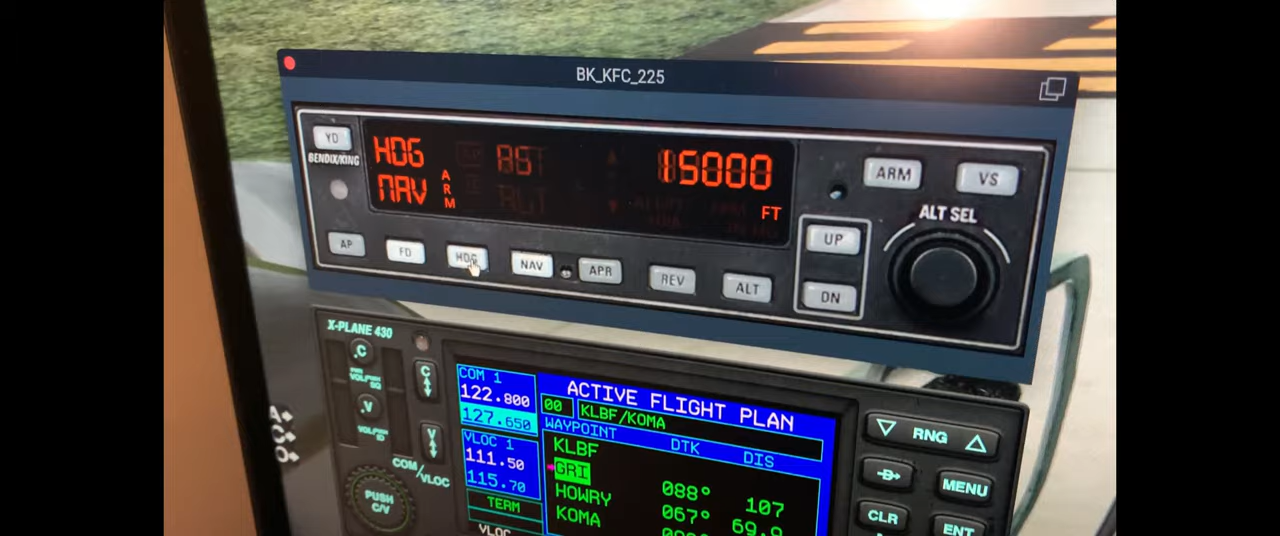 BK_KFC_225
YD
BENDIX/KING
HDG
NAV
ARM
15000
FT
ARM
VS
ALT SEL
UP
DN
AP
FD
HDG
NAV
APR
REV
ALT
X-PLANE 430
C
C
V
V
COM/
VLOC
PUSH
C/V
COM 1
122.800
127.650
VLOC 1
111.50
115.70
TERM
VLOC
ACTIVE FLIGHT PLAN
00 KLBF/KOMA
WAYPOINT DTK DIS
KLBF
GRI 088° 107
HOWRY 067° 69.9
KOMA
RNG
D
MENU
CLR
ENT